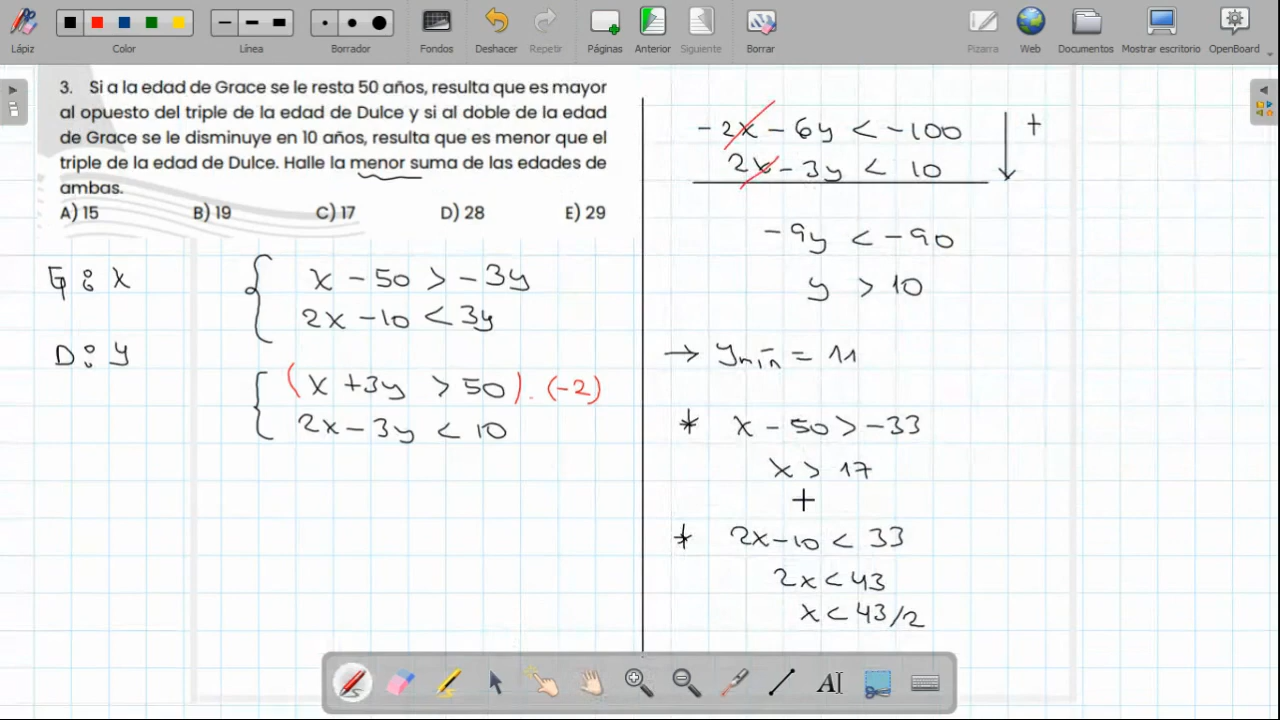 Lápiz
Color
Línea
Borrador
Fondos
Deshacer
Repetir
Páginas
Anterior
Siguiente
Borrar
Pizarra
Web
Documentos
Mostrar escritorio
OpenBoard
3. Si a la edad de Grace se le resta 50 años, resulta que es mayor
al opuesto del triple de la edad de Dulce y si al doble de la edad
de Grace se le disminuye en 10 años, resulta que es menor que el
triple de la edad de Dulce. Halle la menor suma de las edades de
ambas.
A) 15 B) 19 C) 17 D) 28 E) 29
G: x
D: y
x - 50 > -3y
2x - 10 < 3y
(x + 3y > 50).(-2)
2x - 3y < 10
-2x - 6y < -100
2x - 3y < 10
+
-9y < -90
y > 10
→ ymín = 11
* x - 50 > -33
x > 17
* 2x - 10 < 33
2x < 43
x < 43/2